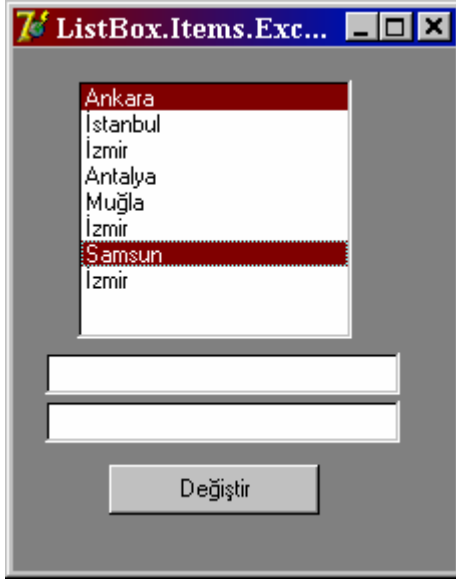 ListBox.Items.Exc...
Ankara
İstanbul
İzmir
Antalya
Muğla
İzmir
Samsun
İzmir
Değiştir